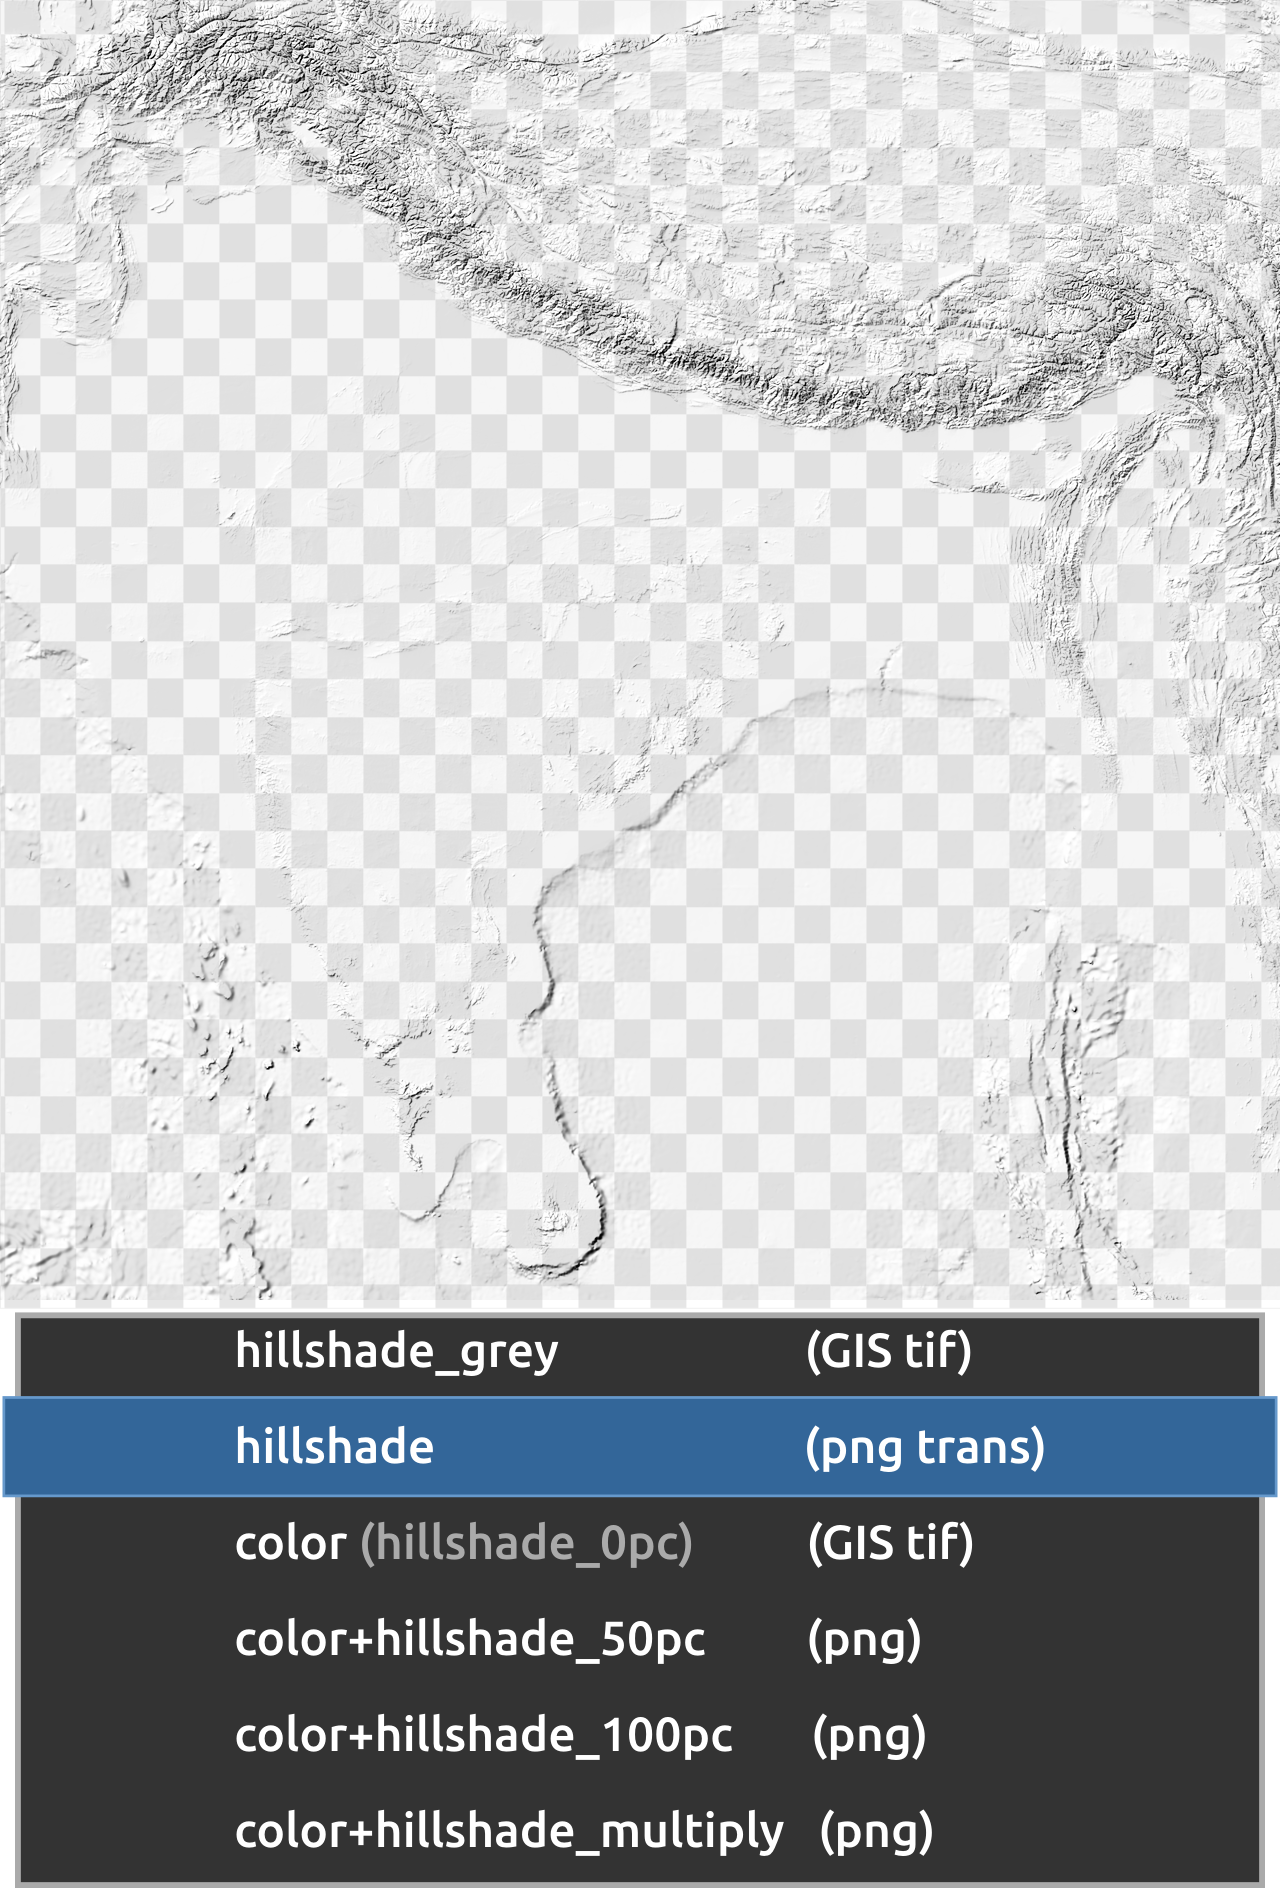 hillshade_grey (GIS tif)
hillshade (png trans)
color (hillshade_0pc) (GIS tif)
color+hillshade_50pc (png)
color+hillshade_100pc (png)
color+hillshade_multiply (png)